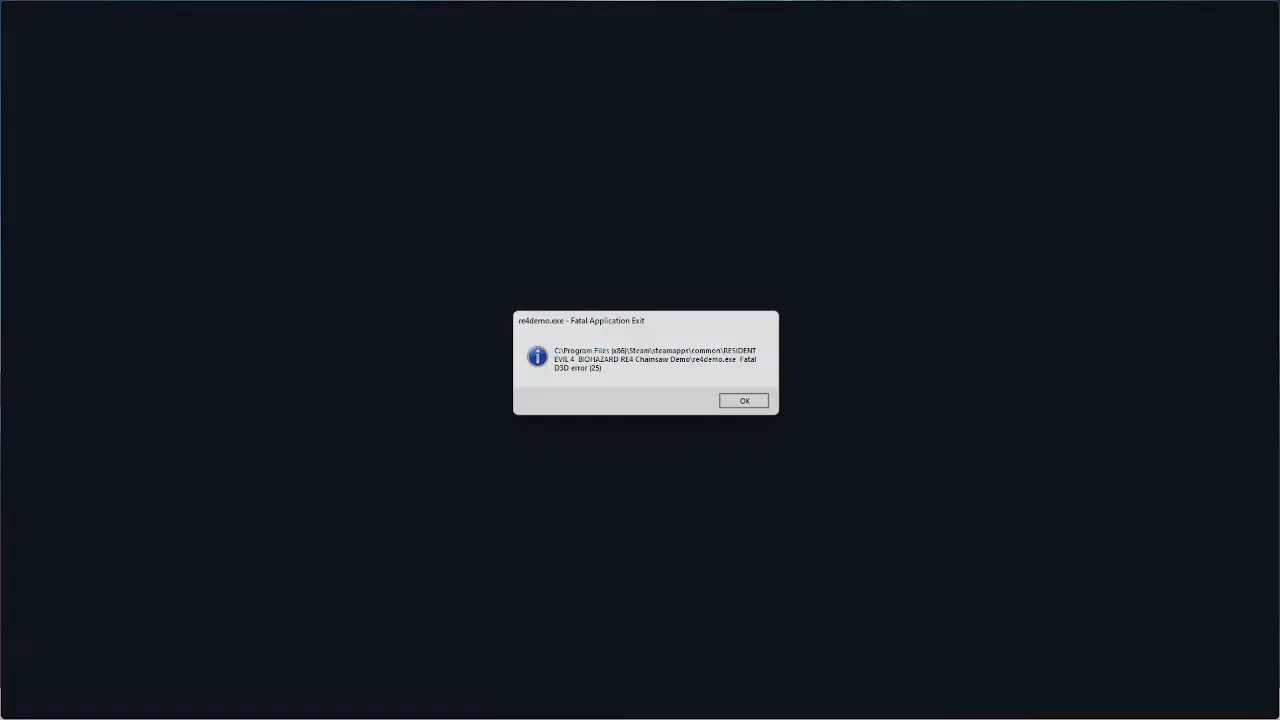 re4demo.exe - Fatal Application Exit
C:\Program Files (x86)\Steam\steamapps\common\RESIDENT
EVIL 4  BIOHAZARD RE4 Chainsaw Demo\re4demo.exe  Fatal
D3D error (25)
OK